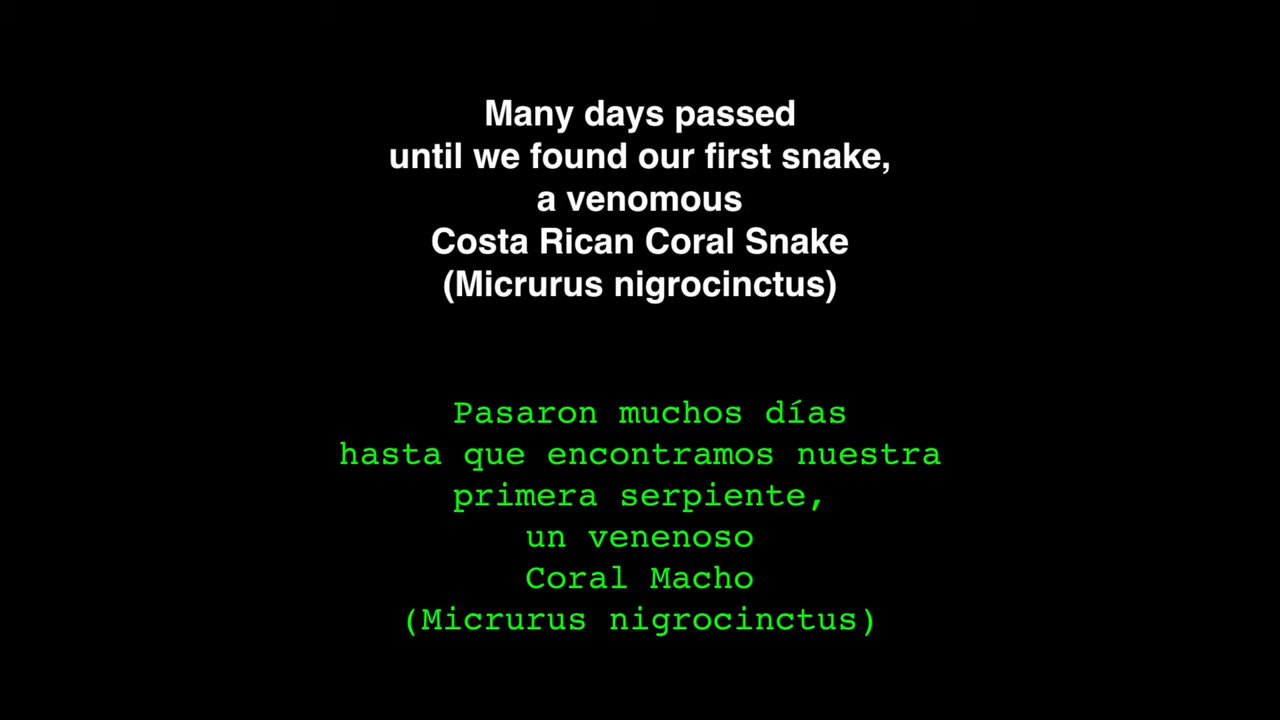 Many days passed
until we found our first snake,
a venomous
Costa Rican Coral Snake
(Micrurus nigrocinctus)
Pasaron muchos días
hasta que encontramos nuestra
primera serpiente,
un venenoso
Coral Macho
(Micrurus nigrocinctus)